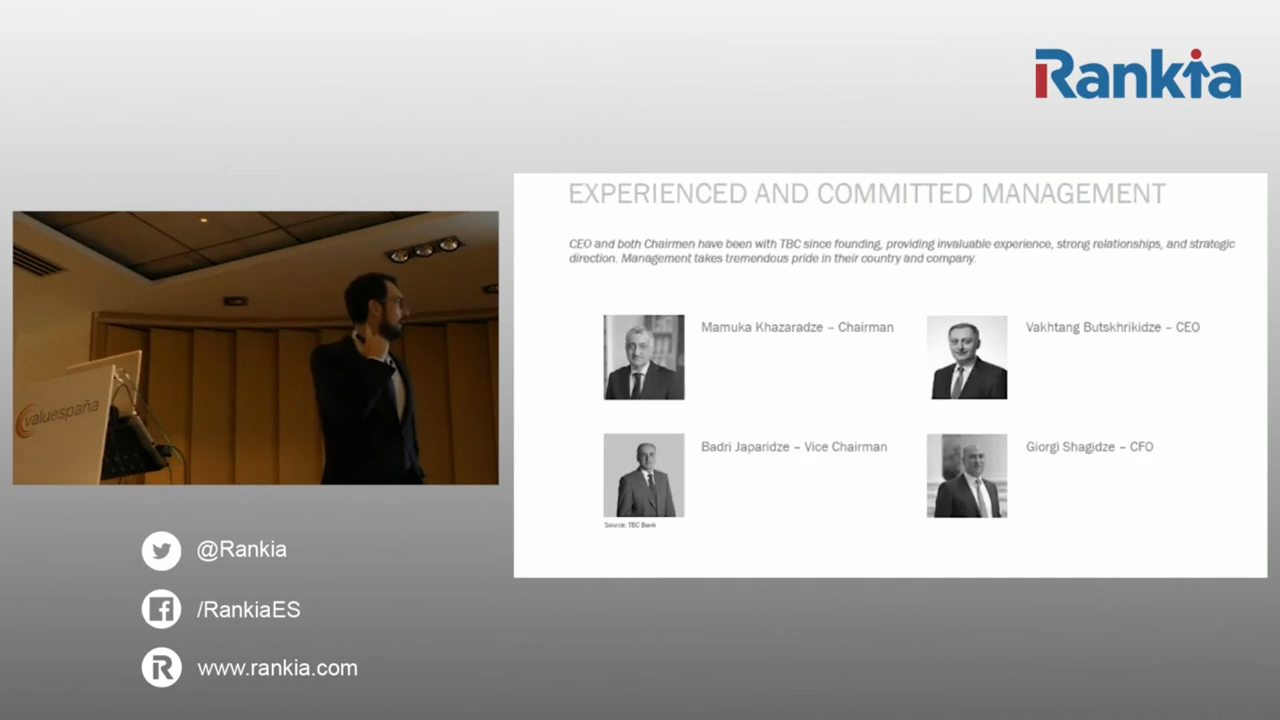 Rankia
EXPERIENCED AND COMMITTED MANAGEMENT
CEO and both Chairmen have been with TBC since founding, providing invaluable experience, strong relationships, and strategic
direction. Management takes tremendous pride in their country and company.
Mamuka Khazaradze – Chairman
Vakhtang Butskhrikidze – CEO
Badri Japaridze – Vice Chairman
Giorgi Shagidze – CFO
Source: TBC Bank
valuespaña
@Rankia
/RankiaES
www.rankia.com